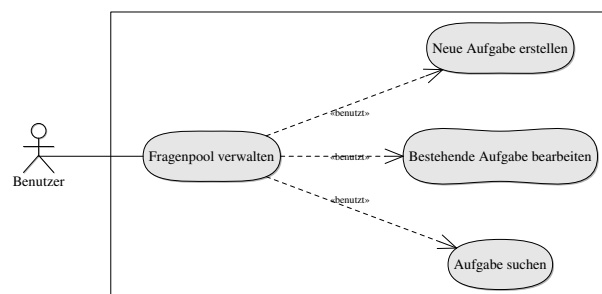 Neue Aufgabe erstellen
«benutzt»
Fragenpool verwalten
«benutzt»
Bestehende Aufgabe bearbeiten
Benutzer
«benutzt»
Aufgabe suchen